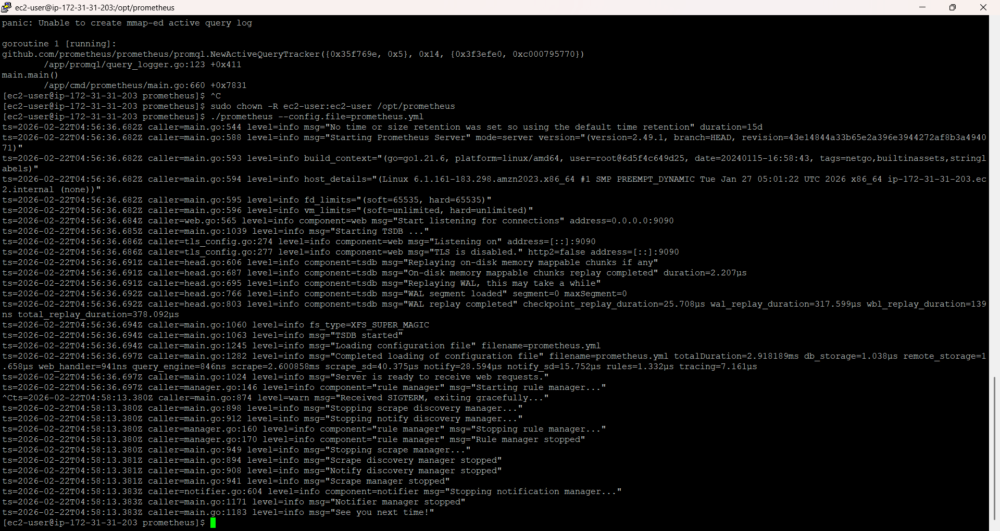 ec2-user@ip-172-31-31-203:/opt/prometheus
panic: Unable to create mmap-ed active query log
goroutine 1 [running]:
github.com/prometheus/prometheus/promql.NewActiveQueryTracker({0x35f769e, 0x5}, 0x14, {0x3f3efe0, 0xc000795770})
        /app/promql/query_logger.go:123 +0x411
main.main()
        /app/cmd/prometheus/main.go:660 +0x7831
[ec2-user@ip-172-31-31-203 prometheus]$ ^C
[ec2-user@ip-172-31-31-203 prometheus]$ sudo chown -R ec2-user:ec2-user /opt/prometheus
[ec2-user@ip-172-31-31-203 prometheus]$ ./prometheus --config.file=prometheus.yml
ts=2026-02-22T04:56:36.682Z caller=main.go:544 level=info msg="No time or size retention was set so using the default time retention" duration=15d
ts=2026-02-22T04:56:36.682Z caller=main.go:588 level=info msg="Starting Prometheus Server" mode=server version="(version=2.49.1, branch=HEAD, revision=43e14844a33b65e2a396e3944272af8b3a4940
71)"
ts=2026-02-22T04:56:36.682Z caller=main.go:593 level=info build_context="(go=go1.21.6, platform=linux/amd64, user=root@6d5f4c649d25, date=20240115-16:58:43, tags=netgo,builtinassets,stringl
abels)"
ts=2026-02-22T04:56:36.682Z caller=main.go:594 level=info host_details="(Linux 6.1.161-183.298.amzn2023.x86_64 #1 SMP PREEMPT_DYNAMIC Tue Jan 27 05:01:22 UTC 2026 x86_64 ip-172-31-31-203.ec
2.internal (none))"
ts=2026-02-22T04:56:36.682Z caller=main.go:595 level=info fd_limits="(soft=65535, hard=65535)"
ts=2026-02-22T04:56:36.682Z caller=main.go:596 level=info vm_limits="(soft=unlimited, hard=unlimited)"
ts=2026-02-22T04:56:36.684Z caller=web.go:565 level=info component=web msg="Start listening for connections" address=0.0.0.0:9090
ts=2026-02-22T04:56:36.685Z caller=main.go:1039 level=info msg="Starting TSDB ..."
ts=2026-02-22T04:56:36.686Z caller=tls_config.go:274 level=info component=web msg="Listening on" address=[::]:9090
ts=2026-02-22T04:56:36.686Z caller=tls_config.go:277 level=info component=web msg="TLS is disabled." http2=false address=[::]:9090
ts=2026-02-22T04:56:36.691Z caller=head.go:606 level=info component=tsdb msg="Replaying on-disk memory mappable chunks if any"
ts=2026-02-22T04:56:36.691Z caller=head.go:687 level=info component=tsdb msg="On-disk memory mappable chunks replay completed" duration=2.207µs
ts=2026-02-22T04:56:36.691Z caller=head.go:695 level=info component=tsdb msg="Replaying WAL, this may take a while"
ts=2026-02-22T04:56:36.692Z caller=head.go:766 level=info component=tsdb msg="WAL segment loaded" segment=0 maxSegment=0
ts=2026-02-22T04:56:36.692Z caller=head.go:803 level=info component=tsdb msg="WAL replay completed" checkpoint_replay_duration=25.708µs wal_replay_duration=317.599µs wbl_replay_duration=139
ns total_replay_duration=378.092µs
ts=2026-02-22T04:56:36.694Z caller=main.go:1060 level=info fs_type=XFS_SUPER_MAGIC
ts=2026-02-22T04:56:36.694Z caller=main.go:1063 level=info msg="TSDB started"
ts=2026-02-22T04:56:36.694Z caller=main.go:1245 level=info msg="Loading configuration file" filename=prometheus.yml
ts=2026-02-22T04:56:36.697Z caller=main.go:1282 level=info msg="Completed loading of configuration file" filename=prometheus.yml totalDuration=2.918189ms db_storage=1.038µs remote_storage=1
.658µs web_handler=941ns query_engine=846ns scrape=2.600858ms scrape_sd=40.375µs notify=28.594µs notify_sd=15.752µs rules=1.332µs tracing=7.161µs
ts=2026-02-22T04:56:36.697Z caller=main.go:1024 level=info msg="Server is ready to receive web requests."
ts=2026-02-22T04:56:36.697Z caller=manager.go:146 level=info component="rule manager" msg="Starting rule manager..."
^Cts=2026-02-22T04:58:13.380Z caller=main.go:874 level=warn msg="Received SIGTERM, exiting gracefully..."
ts=2026-02-22T04:58:13.380Z caller=main.go:898 level=info msg="Stopping scrape discovery manager..."
ts=2026-02-22T04:58:13.380Z caller=main.go:912 level=info msg="Stopping notify discovery manager..."
ts=2026-02-22T04:58:13.380Z caller=manager.go:160 level=info component="rule manager" msg="Stopping rule manager..."
ts=2026-02-22T04:58:13.380Z caller=manager.go:170 level=info component="rule manager" msg="Rule manager stopped"
ts=2026-02-22T04:58:13.380Z caller=main.go:949 level=info msg="Stopping scrape manager..."
ts=2026-02-22T04:58:13.381Z caller=main.go:894 level=info msg="Scrape discovery manager stopped"
ts=2026-02-22T04:58:13.381Z caller=main.go:908 level=info msg="Notify discovery manager stopped"
ts=2026-02-22T04:58:13.381Z caller=main.go:941 level=info msg="Scrape manager stopped"
ts=2026-02-22T04:58:13.383Z caller=notifier.go:604 level=info component=notifier msg="Stopping notification manager..."
ts=2026-02-22T04:58:13.383Z caller=main.go:1171 level=info msg="Notifier manager stopped"
ts=2026-02-22T04:58:13.383Z caller=main.go:1183 level=info msg="See you next time!"
[ec2-user@ip-172-31-31-203 prometheus]$